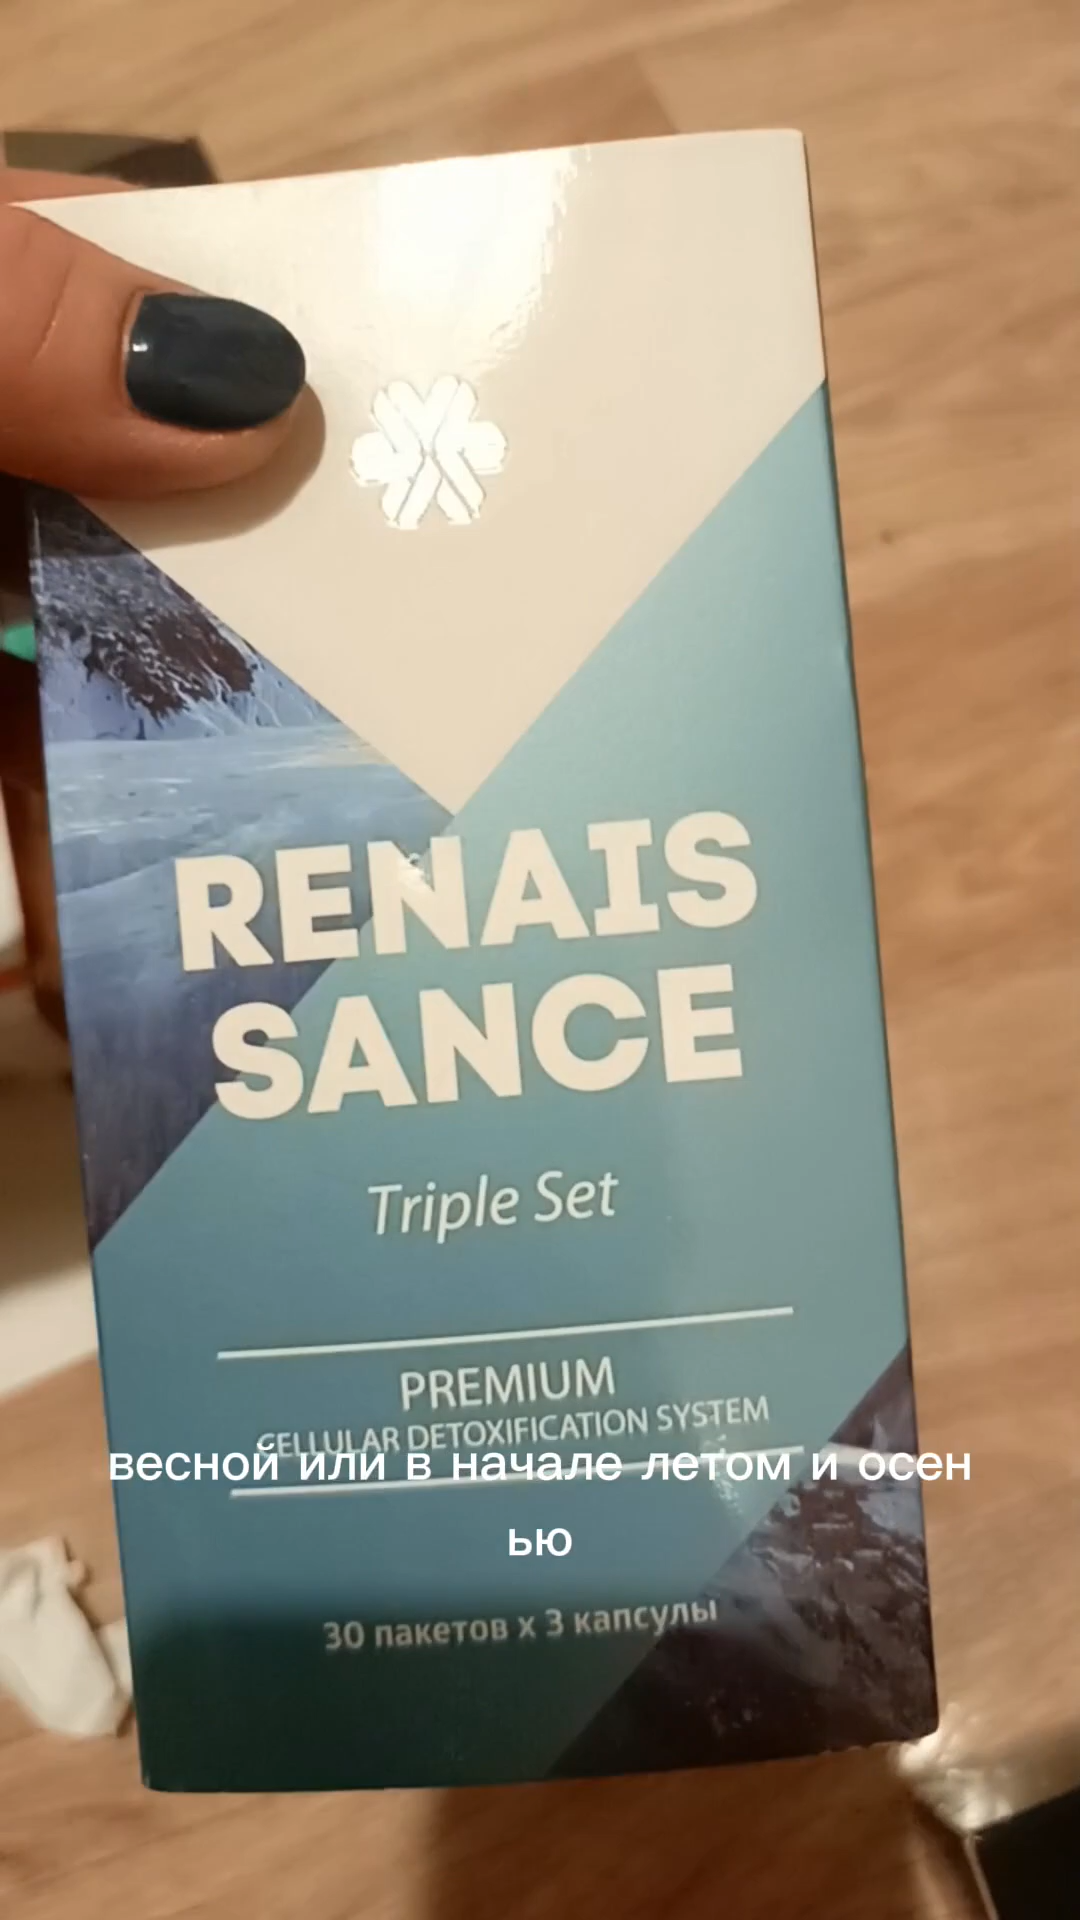 RENAIS
SANCE
Triple Set
PREMIUM
CELLULAR DETOXIFICATION SYSTEM
весной или в начале летом и осен
ью
30 пакетов x 3 капсулы